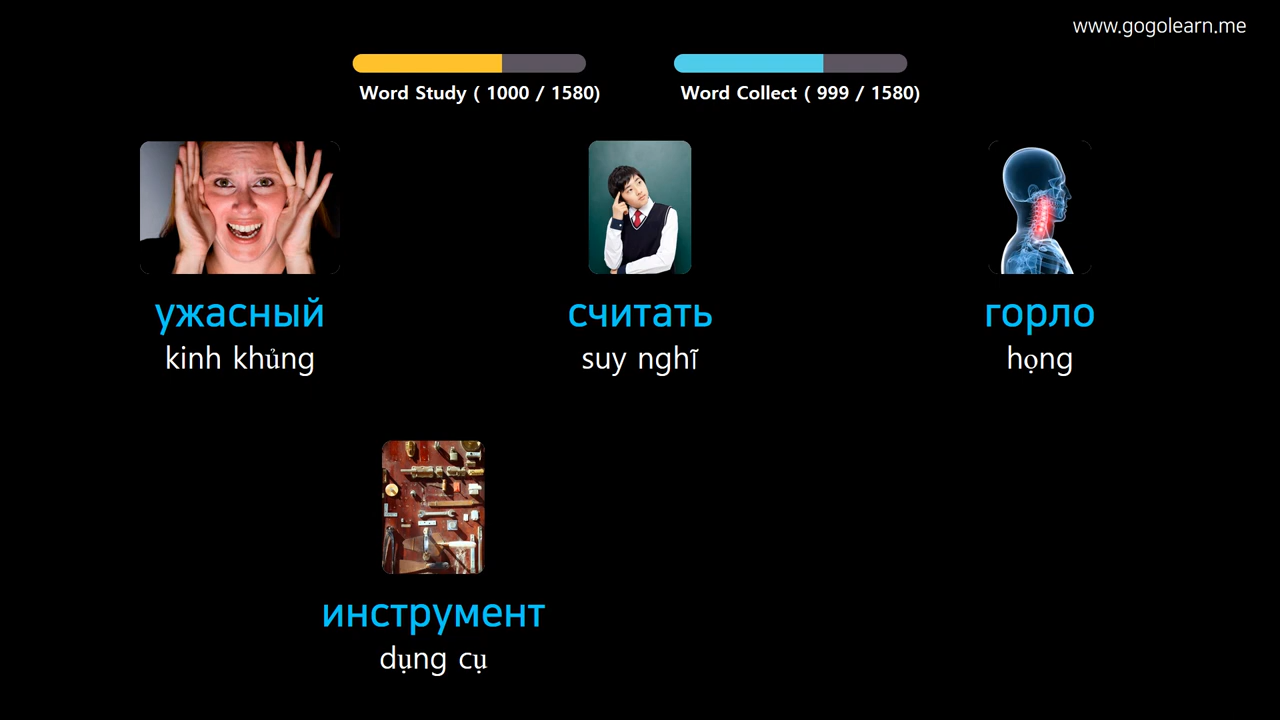 www.gogolearn.me
Word Study ( 1000 / 1580)
Word Collect ( 999 / 1580)
ужасный
kinh khủng
считать
suy nghĩ
горло
họng
инструмент
dụng cụ